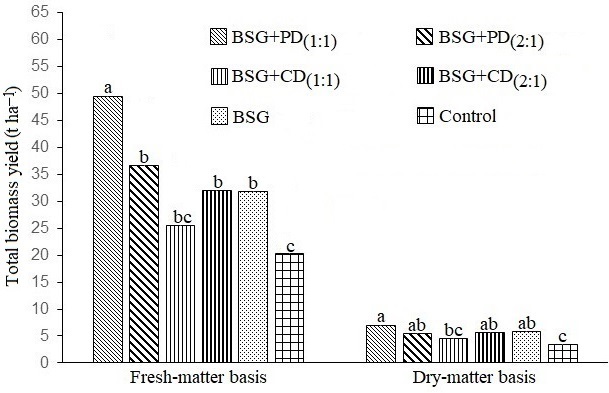 Total biomass yield (t ha–1)
65
60
55
50
45
40
35
30
25
20
15
10
5
0
BSG+PD(1:1)
BSG+PD(2:1)
BSG+CD(1:1)
BSG+CD(2:1)
BSG
Control
a
b
bc
b
b
c
a
ab
bc
ab
ab
c
Fresh-matter basis
Dry-matter basis